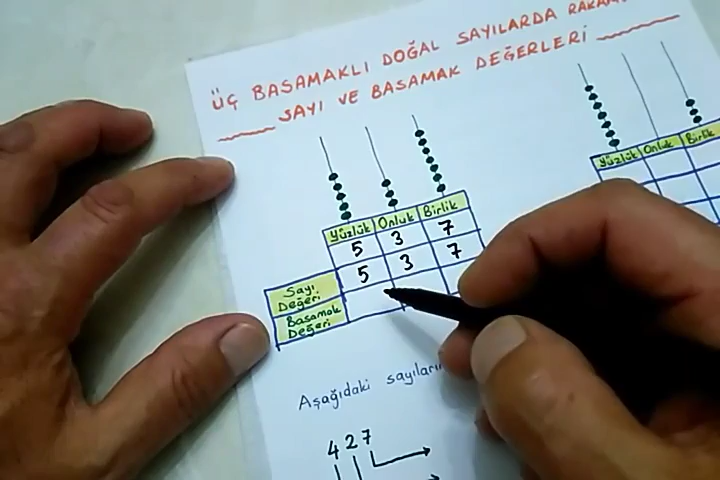 ÜÇ BASAMAKLI DOĞAL SAYILARDA
SAYI VE BASAMAK DEĞERLERİ
Yüzlük Onluk Birlik
5 3 7
Sayı Değeri 5 3 7
Basamak Değeri
Yüzlük Onluk Birlik
Aşağıdaki
427